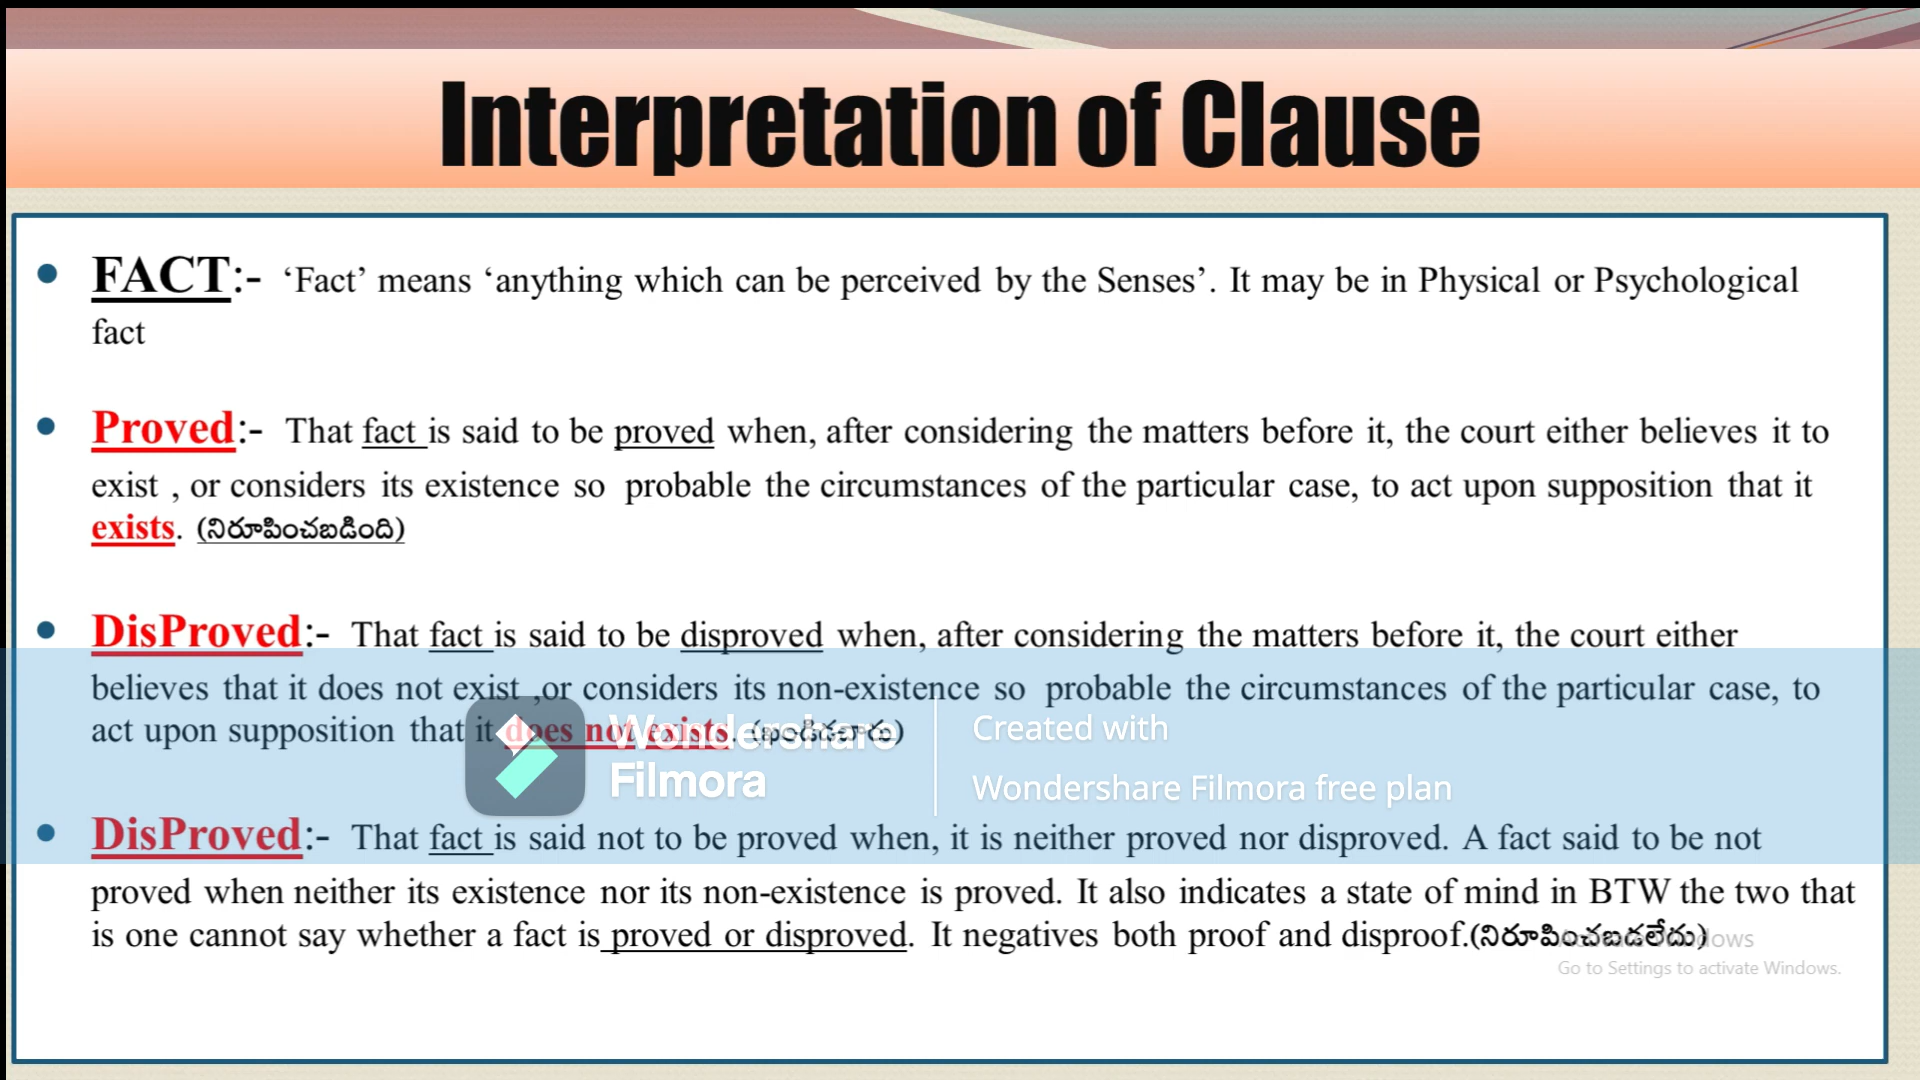 Interpretation of Clause
FACT:- ‘Fact’ means ‘anything which can be perceived by the Senses’. It may be in Physical or Psychological
fact
Proved:- That fact is said to be proved when, after considering the matters before it, the court either believes it to
exist , or considers its existence so probable the circumstances of the particular case, to act upon supposition that it
exists. (నిరూపించబడింది)
DisProved:- That fact is said to be disproved when, after considering the matters before it, the court either
believes that it does not exist ,or considers its non-existence so probable the circumstances of the particular case, to
act upon supposition that it does not exists.
Wondershare
Filmora
Created with
Wondershare Filmora free plan
DisProved:- That fact is said not to be proved when, it is neither proved nor disproved. A fact said to be not
proved when neither its existence nor its non-existence is proved. It also indicates a state of mind in BTW the two that
is one cannot say whether a fact is proved or disproved. It negatives both proof and disproof.(నిరూపించబడలేదు)
Activate Windows
Go to Settings to activate Windows.